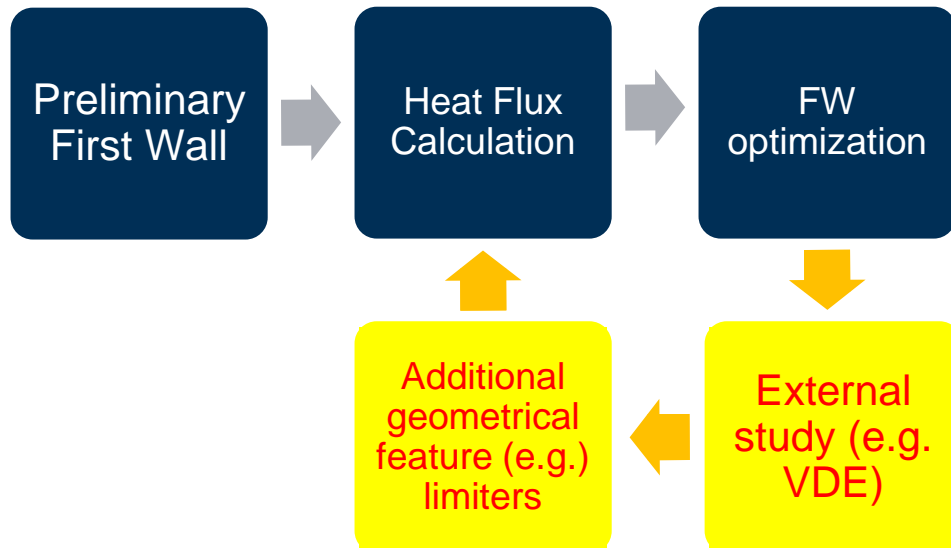 Preliminary
First Wall
Heat Flux
Calculation
FW
optimization
Additional
geometrical
feature (e.g.)
limiters
External
study (e.g.
VDE)